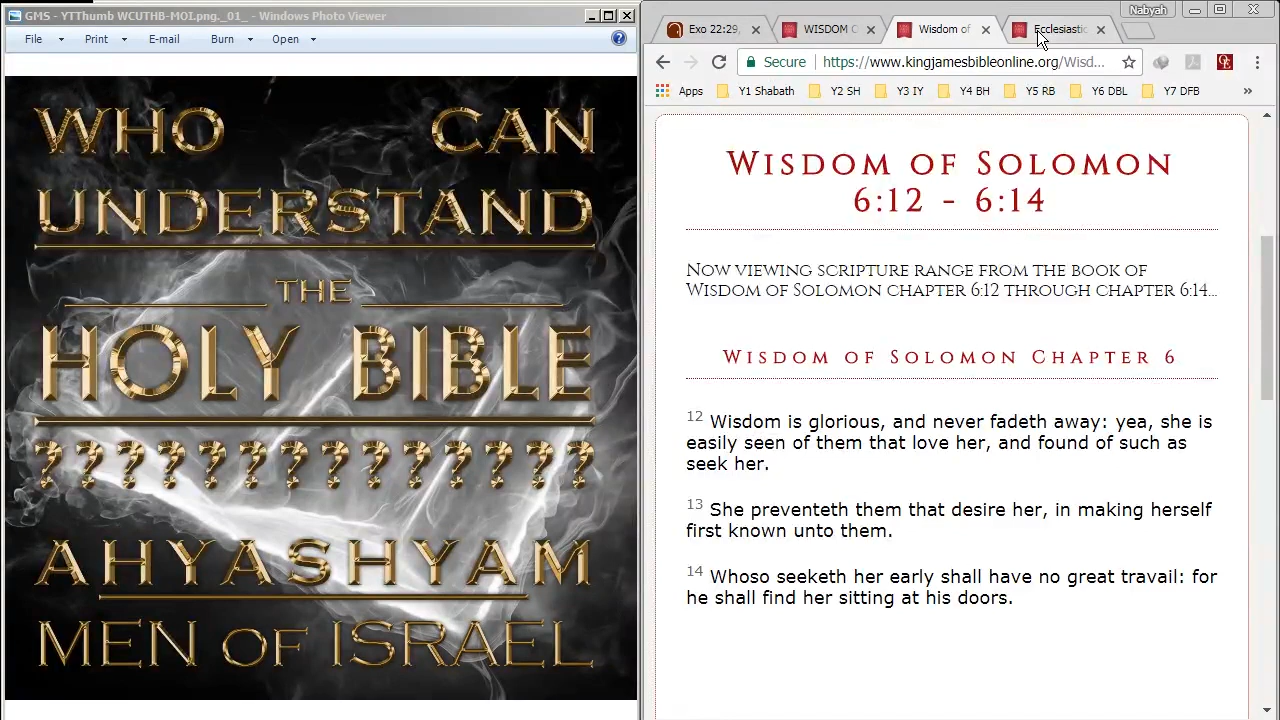 GMS - YTThumb WCUTHB-MOI.png._01_ - Windows Photo Viewer
File Print E-mail Burn Open
WHO CAN
UNDERSTAND
THE
HOLY BIBLE
??????????????
AHYASHYAM
MEN OF ISRAEL
Nabyah
Exo 22:29, WISDOM O Wisdom of Ecclesiastic
Secure https://www.kingjamesbibleonline.org/Wisd...
Apps Y1 Shabath Y2 SH Y3 IY Y4 BH Y5 RB Y6 DBL Y7 DFB »
WISDOM OF SOLOMON
6:12 - 6:14
NOW VIEWING SCRIPTURE RANGE FROM THE BOOK OF
WISDOM OF SOLOMON CHAPTER 6:12 THROUGH CHAPTER 6:14...
WISDOM OF SOLOMON CHAPTER 6
12 Wisdom is glorious, and never fadeth away: yea, she is
easily seen of them that love her, and found of such as
seek her.
13 She preventeth them that desire her, in making herself
first known unto them.
14 Whoso seeketh her early shall have no great travail: for
he shall find her sitting at his doors.